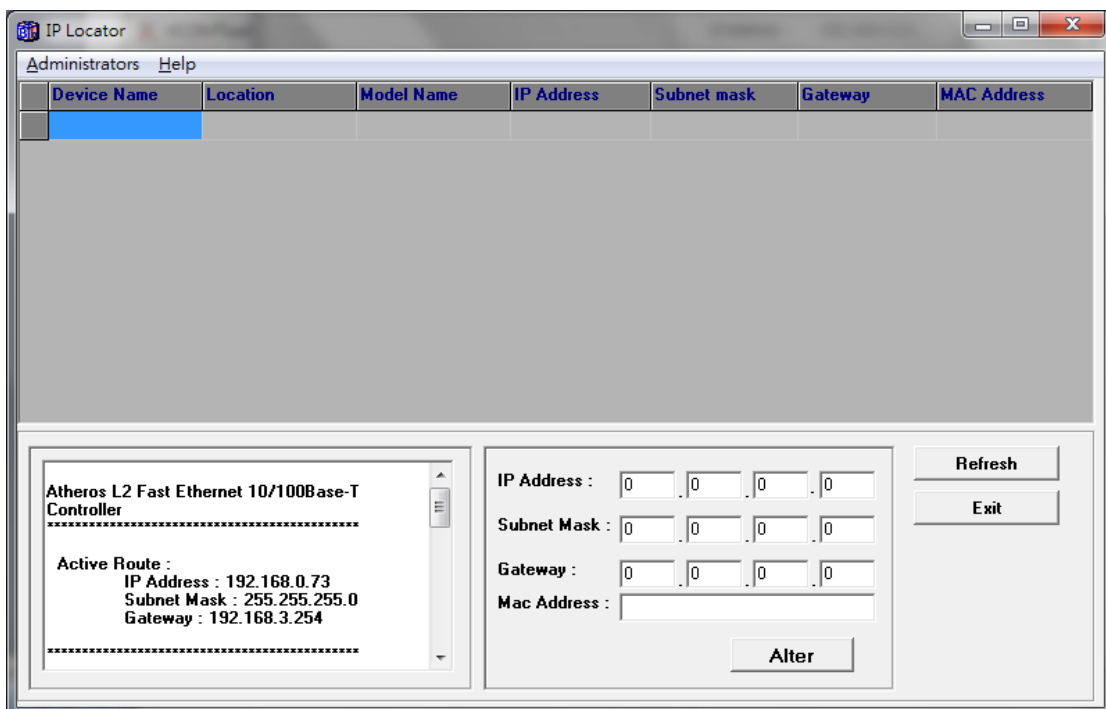 IP Locator
Administrators Help
Device Name Location Model Name IP Address Subnet mask Gateway MAC Address
Atheros L2 Fast Ethernet 10/100Base-T
Controller
*********************************************
Active Route :
IP Address : 192.168.0.73
Subnet Mask : 255.255.255.0
Gateway : 192.168.3.254
*********************************************
IP Address : 0 . 0 . 0 . 0
Subnet Mask : 0 . 0 . 0 . 0
Gateway : 0 . 0 . 0 . 0
Mac Address :
Alter
Refresh
Exit